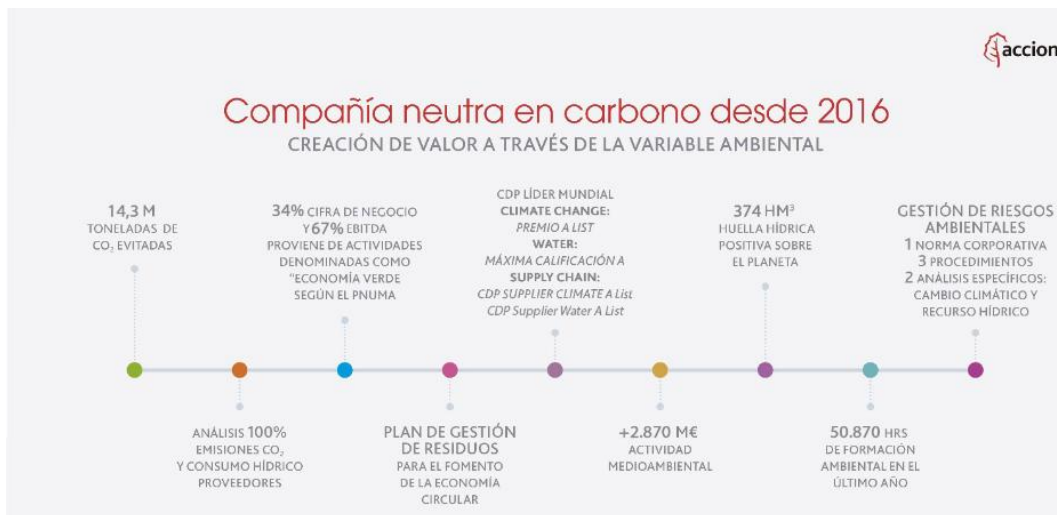 accion
Compañía neutra en carbono desde 2016
CREACIÓN DE VALOR A TRAVÉS DE LA VARIABLE AMBIENTAL
14,3 M
TONELADAS DE
CO₂ EVITADAS
34% CIFRA DE NEGOCIO
Y 67% EBITDA
PROVIENE DE ACTIVIDADES
DENOMINADAS COMO
"ECONOMÍA VERDE
SEGÚN EL PNUMA
CDP LÍDER MUNDIAL
CLIMATE CHANGE:
PREMIO A LIST
WATER:
MÁXIMA CALIFICACIÓN A
SUPPLY CHAIN:
CDP SUPPLIER CLIMATE A List
CDP Supplier Water A List
374 HM³
HUELLA HÍDRICA
POSITIVA SOBRE
EL PLANETA
GESTIÓN DE RIESGOS
AMBIENTALES
1 NORMA CORPORATIVA
3 PROCEDIMIENTOS
2 ANÁLISIS ESPECÍFICOS:
CAMBIO CLIMÁTICO Y
RECURSO HÍDRICO
ANÁLISIS 100%
EMISIONES CO₂
Y CONSUMO HÍDRICO
PROVEEDORES
PLAN DE GESTIÓN
DE RESIDUOS
PARA EL FOMENTO
DE LA ECONOMÍA
CIRCULAR
+2.870 M€
ACTIVIDAD
MEDIOAMBIENTAL
50.870 HRS
DE FORMACIÓN
AMBIENTAL EN EL
ÚLTIMO AÑO